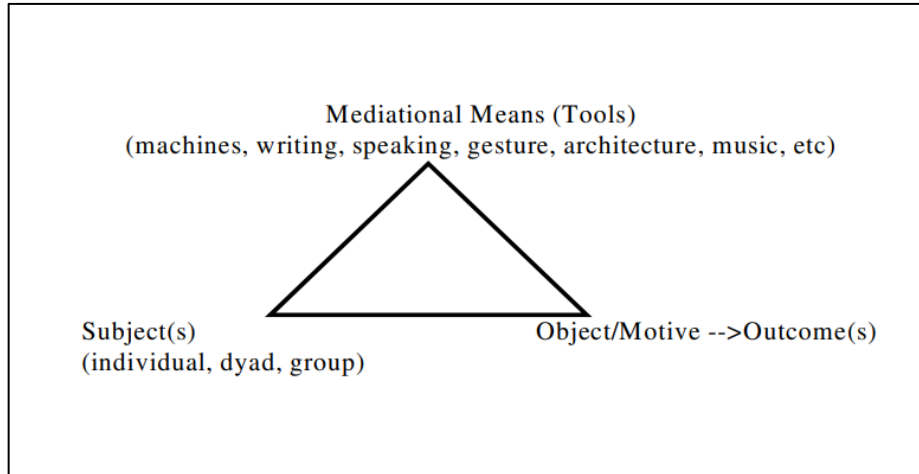 Mediational Means (Tools)
(machines, writing, speaking, gesture, architecture, music, etc)
Subject(s)
(individual, dyad, group)
Object/Motive -->Outcome(s)